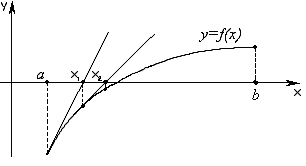 y
y=f(x)
a x₁ x₂
b x